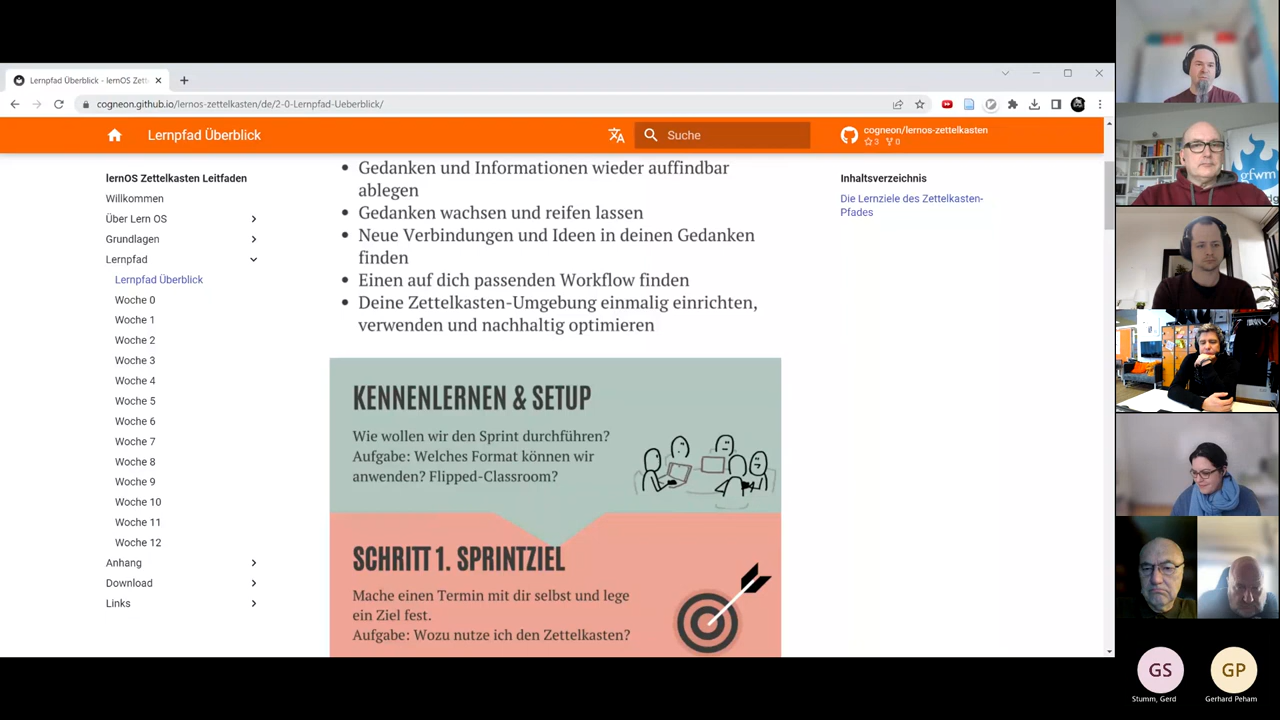 Lernpfad Überblick - lernOS Zett
cogneon.github.io/lernos-zettelkasten/de/2-0-Lernpfad-Ueberblick/
Lernpfad Überblick
Suche
cogneon/lernos-zettelkasten
3 0
lernOS Zettelkasten Leitfaden
Willkommen
Über Lern OS
Grundlagen
Lernpfad
Lernpfad Überblick
Woche 0
Woche 1
Woche 2
Woche 3
Woche 4
Woche 5
Woche 6
Woche 7
Woche 8
Woche 9
Woche 10
Woche 11
Woche 12
Anhang
Download
Links
Gedanken und Informationen wieder auffindbar
ablegen
Gedanken wachsen und reifen lassen
Neue Verbindungen und Ideen in deinen Gedanken
finden
Einen auf dich passenden Workflow finden
Deine Zettelkasten-Umgebung einmalig einrichten,
verwenden und nachhaltig optimieren
KENNENLERNEN & SETUP
Wie wollen wir den Sprint durchführen?
Aufgabe: Welches Format können wir
anwenden? Flipped-Classroom?
SCHRITT 1. SPRINTZIEL
Mache einen Termin mit dir selbst und lege
ein Ziel fest.
Aufgabe: Wozu nutze ich den Zettelkasten?
Inhaltsverzeichnis
Die Lernziele des Zettelkasten-
Pfades
gfwm
GS
Stumm, Gerd
GP
Gerhard Peham